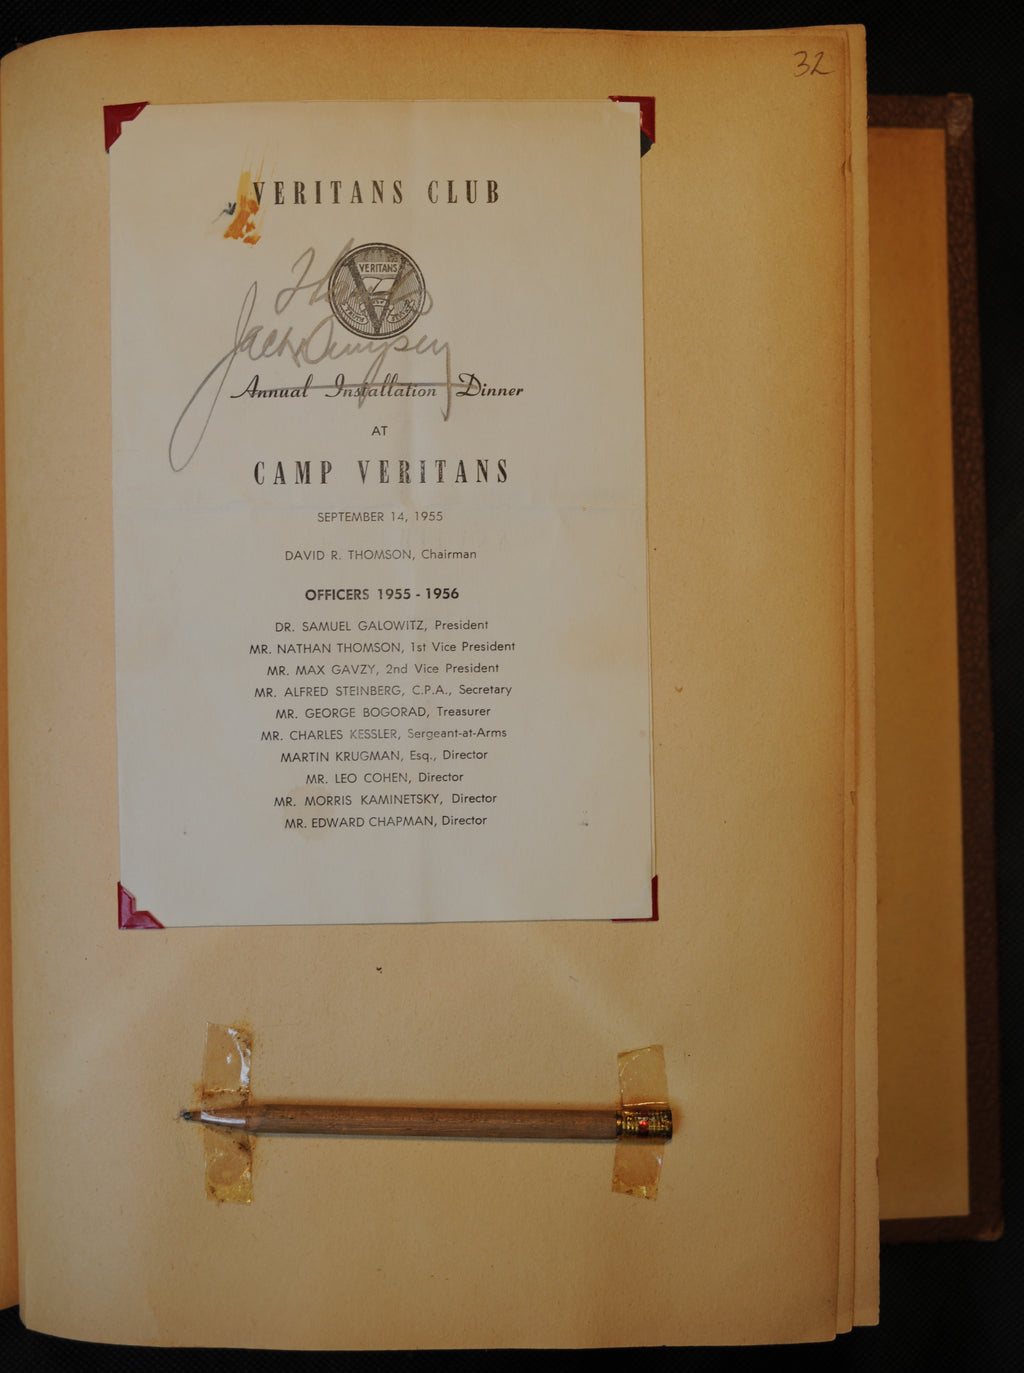 32
VERITANS CLUB
VERITANS
TRUTH
Jack Dempsey
Annual Installation Dinner
AT
CAMP VERITANS
SEPTEMBER 14, 1955
DAVID R. THOMSON, Chairman
OFFICERS 1955 - 1956
DR. SAMUEL GALOWITZ, President
MR. NATHAN THOMSON, 1st Vice President
MR. MAX GAVZY, 2nd Vice President
MR. ALFRED STEINBERG, C.P.A., Secretary
MR. GEORGE BOGORAD, Treasurer
MR. CHARLES KESSLER, Sergeant-at-Arms
MARTIN KRUGMAN, Esq., Director
MR. LEO COHEN, Director
MR. MORRIS KAMINETSKY, Director
MR. EDWARD CHAPMAN, Director